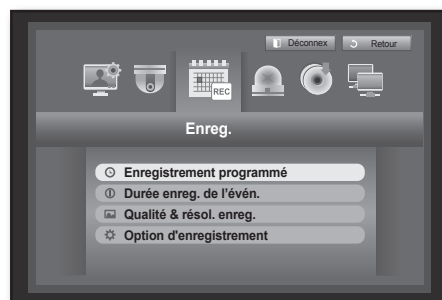 Déconnex Retour
REC
Enreg.
Enregistrement programmé
Durée enreg. de l'évén.
Qualité & résol. enreg.
Option d'enregistrement